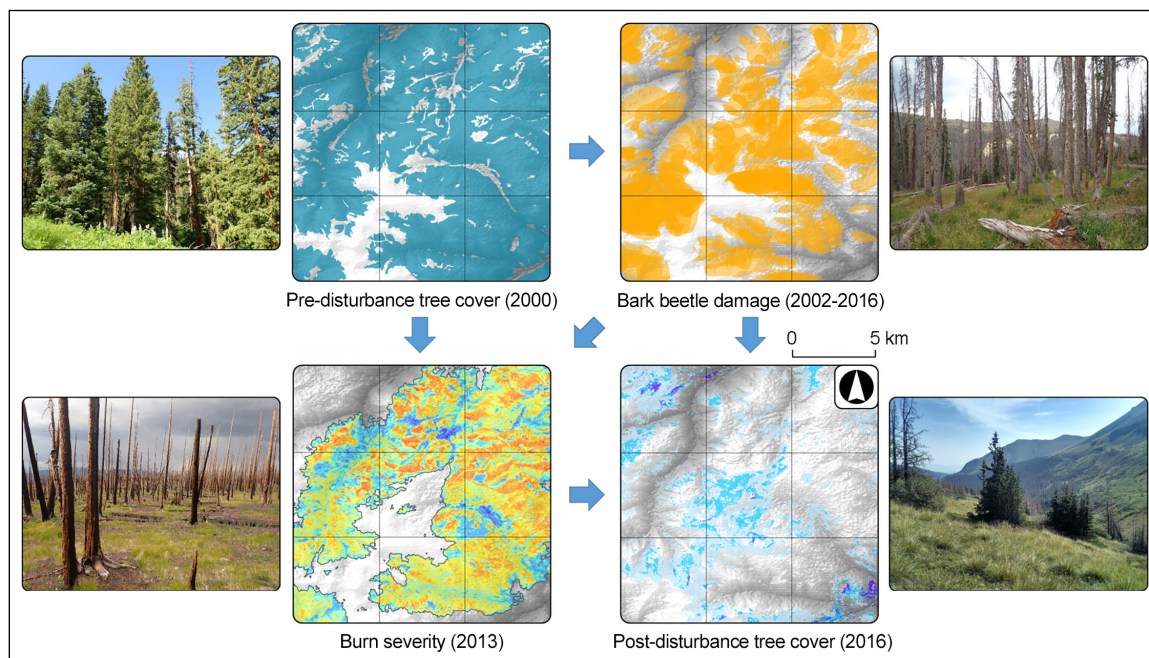 Pre-disturbance tree cover (2000)
Bark beetle damage (2002-2016)
0 5 km
Burn severity (2013)
Post-disturbance tree cover (2016)